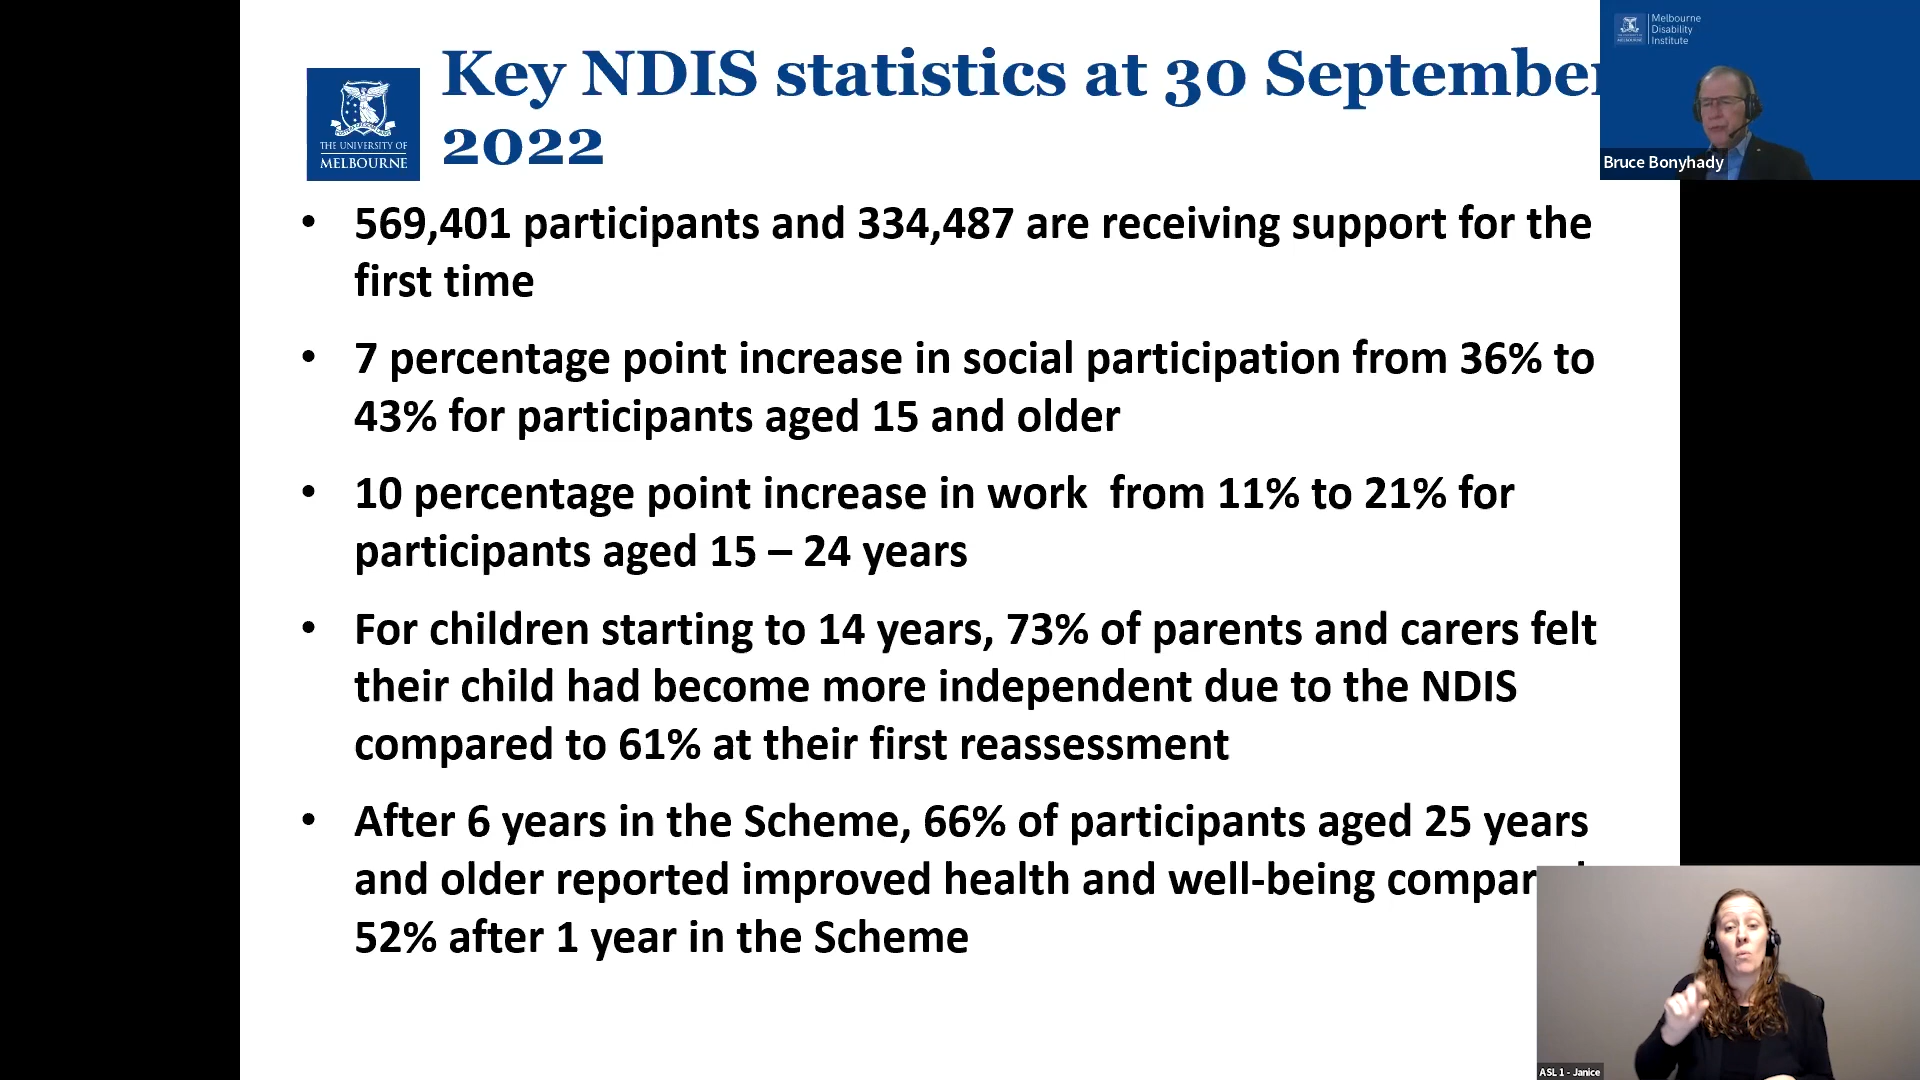 Key NDIS statistics at 30 September
2022
THE UNIVERSITY OF
MELBOURNE
• 569,401 participants and 334,487 are receiving support for the
first time
• 7 percentage point increase in social participation from 36% to
43% for participants aged 15 and older
• 10 percentage point increase in work from 11% to 21% for
participants aged 15 – 24 years
• For children starting to 14 years, 73% of parents and carers felt
their child had become more independent due to the NDIS
compared to 61% at their first reassessment
• After 6 years in the Scheme, 66% of participants aged 25 years
and older reported improved health and well-being
52% after 1 year in the Scheme
Melbourne
Disability
Institute
Bruce Bonyhady
ASL 1 - Janice